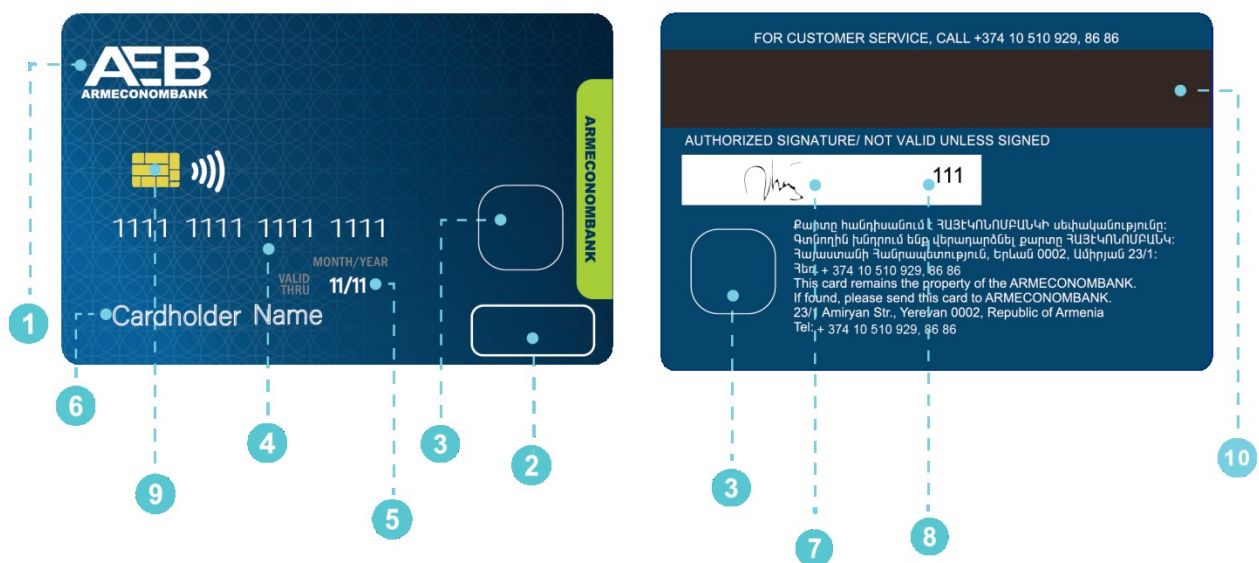 AEB
ARMECONOMBANK
ARMECONOMBANK
1111 1111 1111 1111
MONTH/YEAR
VALID THRU 11/11
Cardholder Name
1
6
9
4
5
3
2
FOR CUSTOMER SERVICE, CALL +374 10 510 929, 86 86
AUTHORIZED SIGNATURE/ NOT VALID UNLESS SIGNED
111
Քարտը հանդիսանում է ՀԱՅԷԿՈՆՈՄԲԱՆԿԻ սեփականությունը:
Գտնողին խնդրում ենք վերադարձնել քարտը ՀԱՅԷԿՈՆՈՄԲԱՆԿ:
Հայաստանի Հանրապետություն, Երևան 0002, Ամիրյան 23/1:
Հեռ. + 374 10 510 929, 86 86
This card remains the property of the ARMECONOMBANK.
If found, please send this card to ARMECONOMBANK.
23/1 Amiryan Str., Yerevan 0002, Republic of Armenia
Tel: + 374 10 510 929, 86 86
3
7
8
10